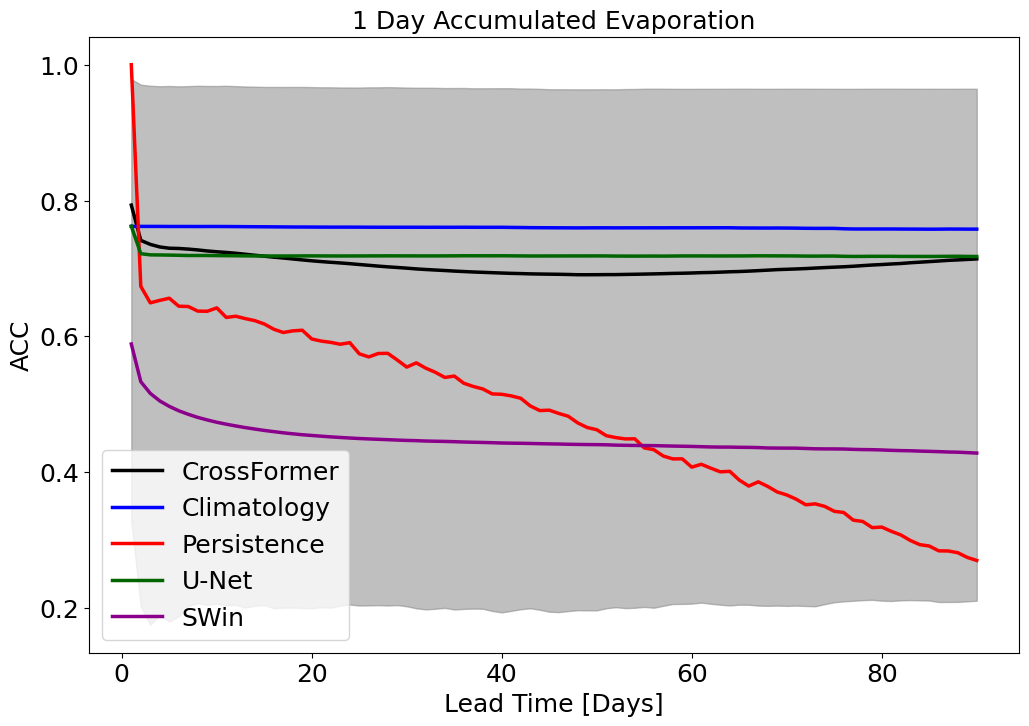 1 Day Accumulated Evaporation
1.0
0.8
0.6
0.4
0.2
ACC
CrossFormer
Climatology
Persistence
U-Net
SWin
0 20 40 60 80
Lead Time [Days]